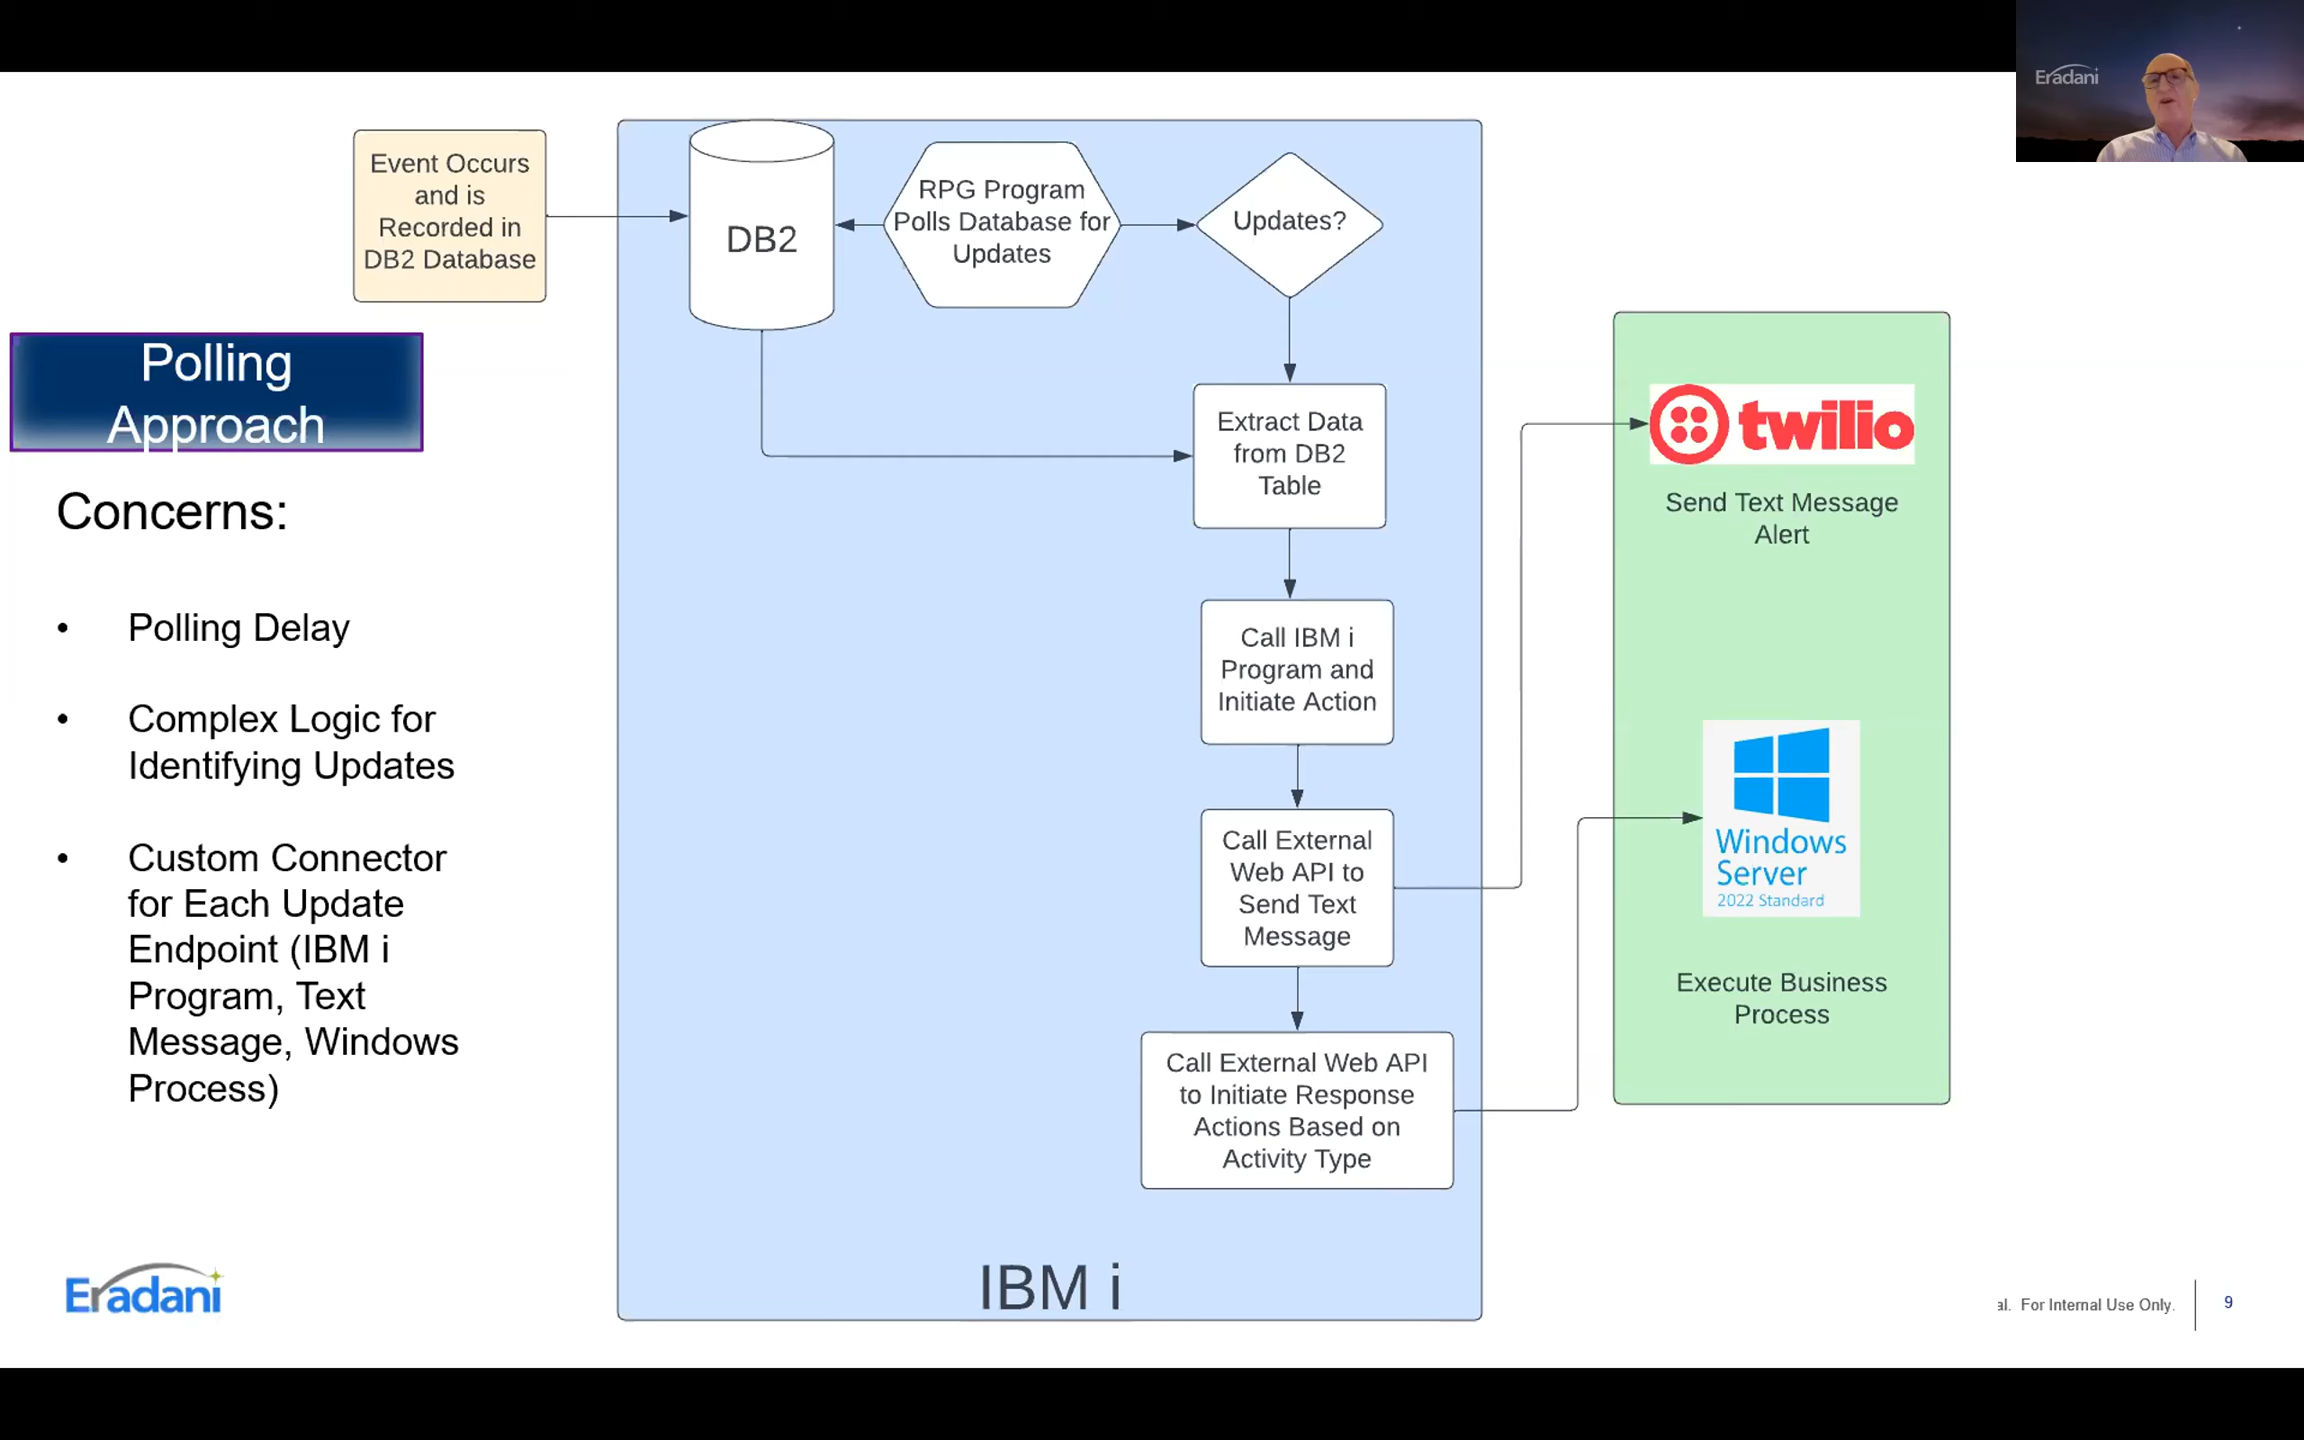 Eradani
Event Occurs
and is
Recorded in
DB2 Database
DB2
RPG Program
Polls Database for
Updates
Updates?
Polling
Approach
Concerns:
• Polling Delay
• Complex Logic for
Identifying Updates
• Custom Connector
for Each Update
Endpoint (IBM i
Program, Text
Message, Windows
Process)
Extract Data
from DB2
Table
Call IBM i
Program and
Initiate Action
Call External
Web API to
Send Text
Message
Call External Web API
to Initiate Response
Actions Based on
Activity Type
IBM i
twilio
Send Text Message
Alert
Windows
Server
2022 Standard
Execute Business
Process
Eradani
al. For Internal Use Only.
9